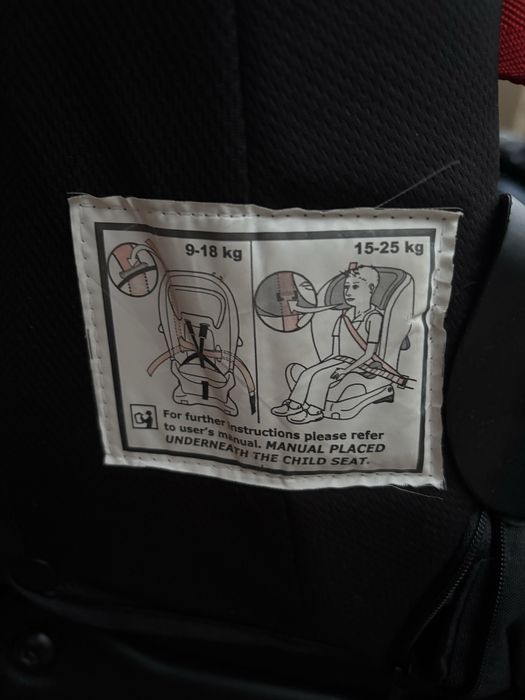 9-18 kg
15-25 kg
For further instructions please refer
to user's manual. MANUAL PLACED
UNDERNEATH THE CHILD SEAT.